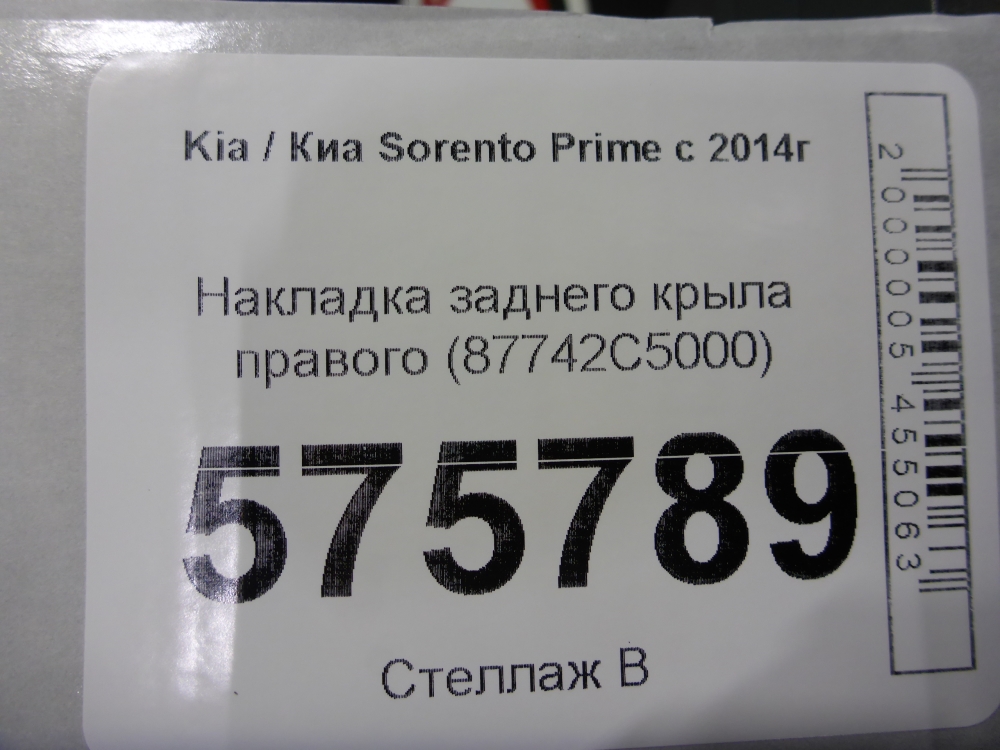 Kia / Киа Sorento Prime с 2014г
Накладка заднего крыла
правого (87742C5000)
575789
Стеллаж В
2000005455063